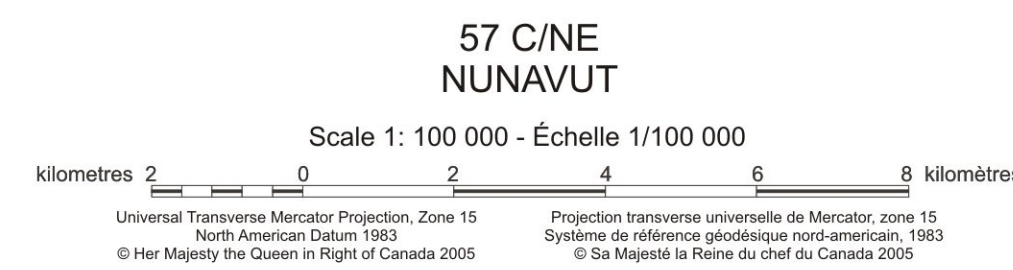 57 C/NE
NUNAVUT
Scale 1: 100 000 - Échelle 1/100 000
kilometres 2 0 2 4 6 8 kilomètres
Universal Transverse Mercator Projection, Zone 15
North American Datum 1983
© Her Majesty the Queen in Right of Canada 2005
Projection transverse universelle de Mercator, zone 15
Système de référence géodésique nord-americain, 1983
© Sa Majesté la Reine du chef du Canada 2005